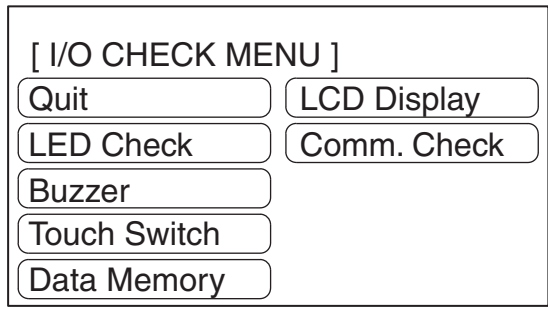 [ I/O CHECK MENU ]
Quit
LCD Display
LED Check
Comm. Check
Buzzer
Touch Switch
Data Memory